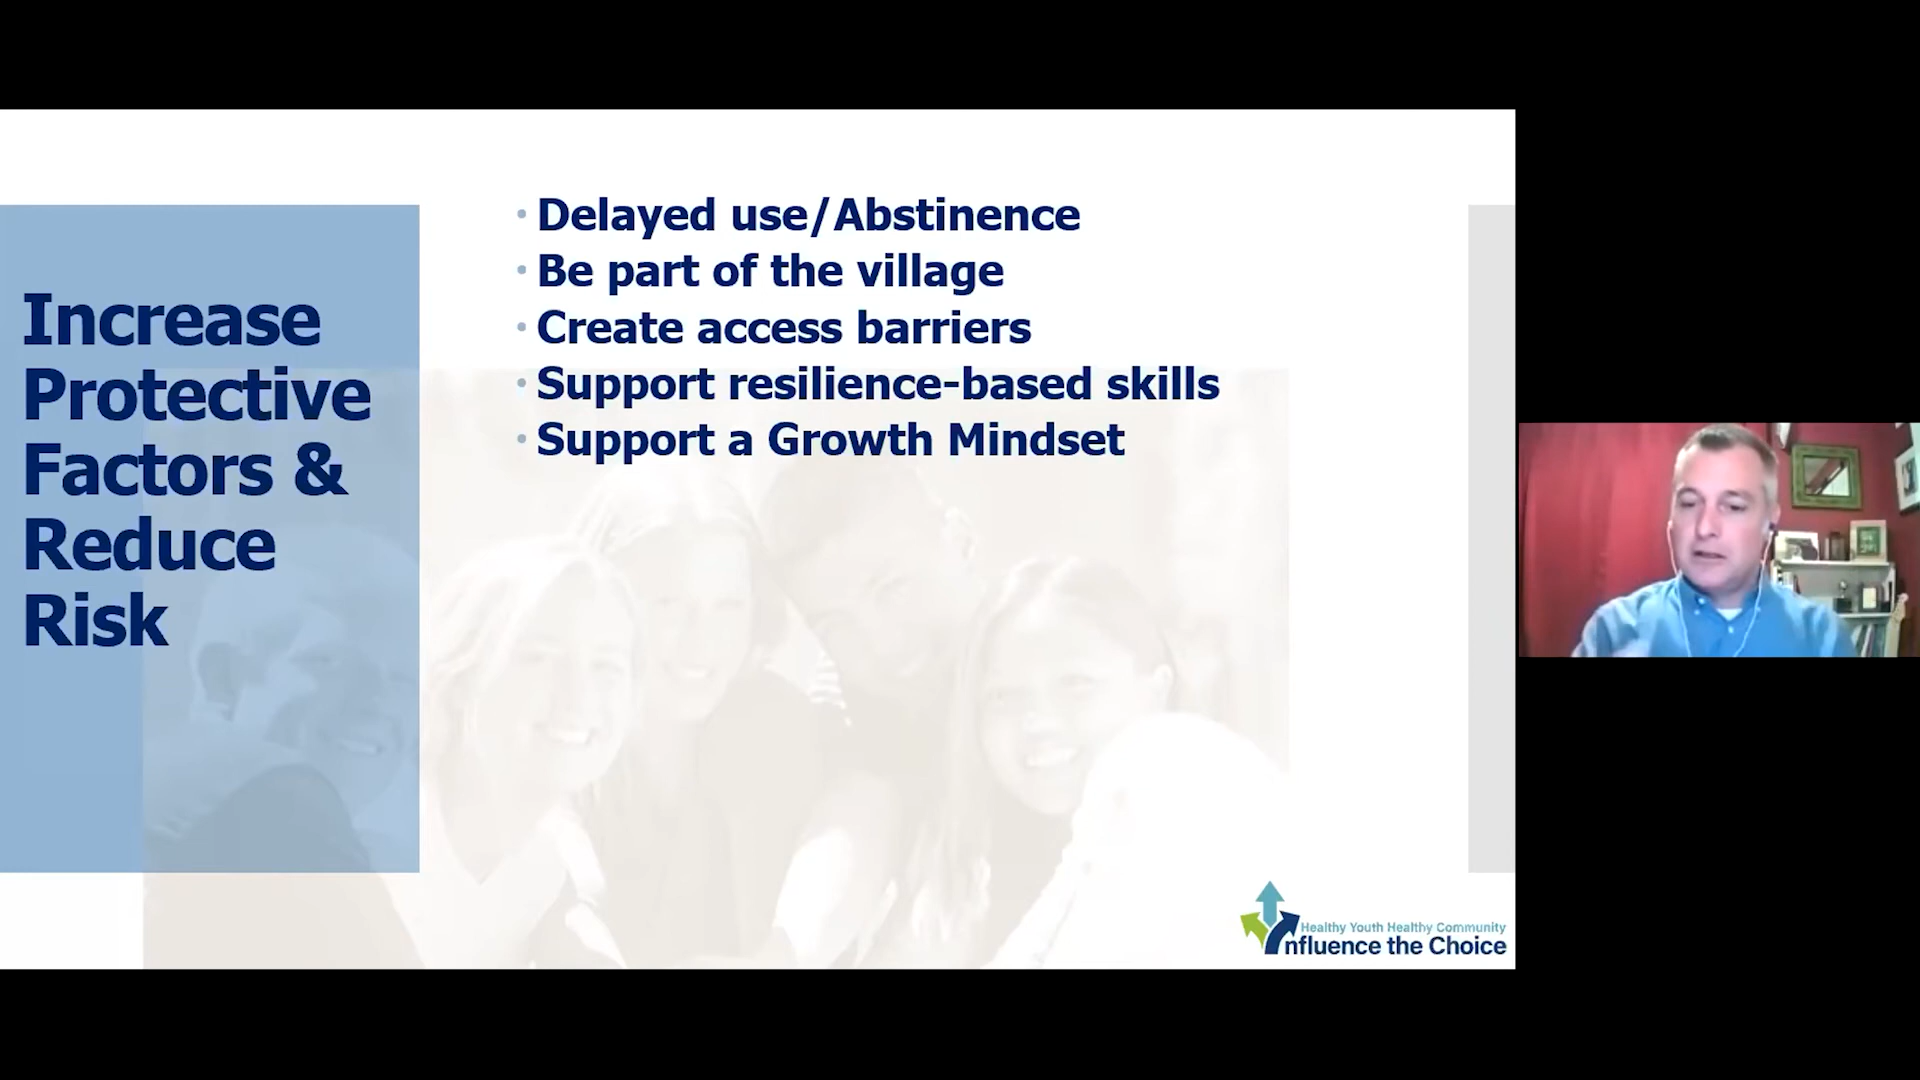 Increase
Protective
Factors &
Reduce
Risk
Delayed use/Abstinence
Be part of the village
Create access barriers
Support resilience-based skills
Support a Growth Mindset
Healthy Youth Healthy Community
nfluence the Choice